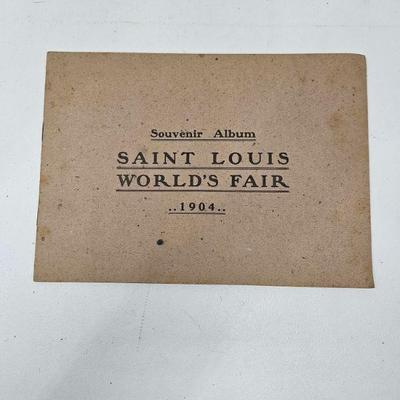 Souvenir Album
SAINT LOUIS
WORLD'S FAIR
..1904..